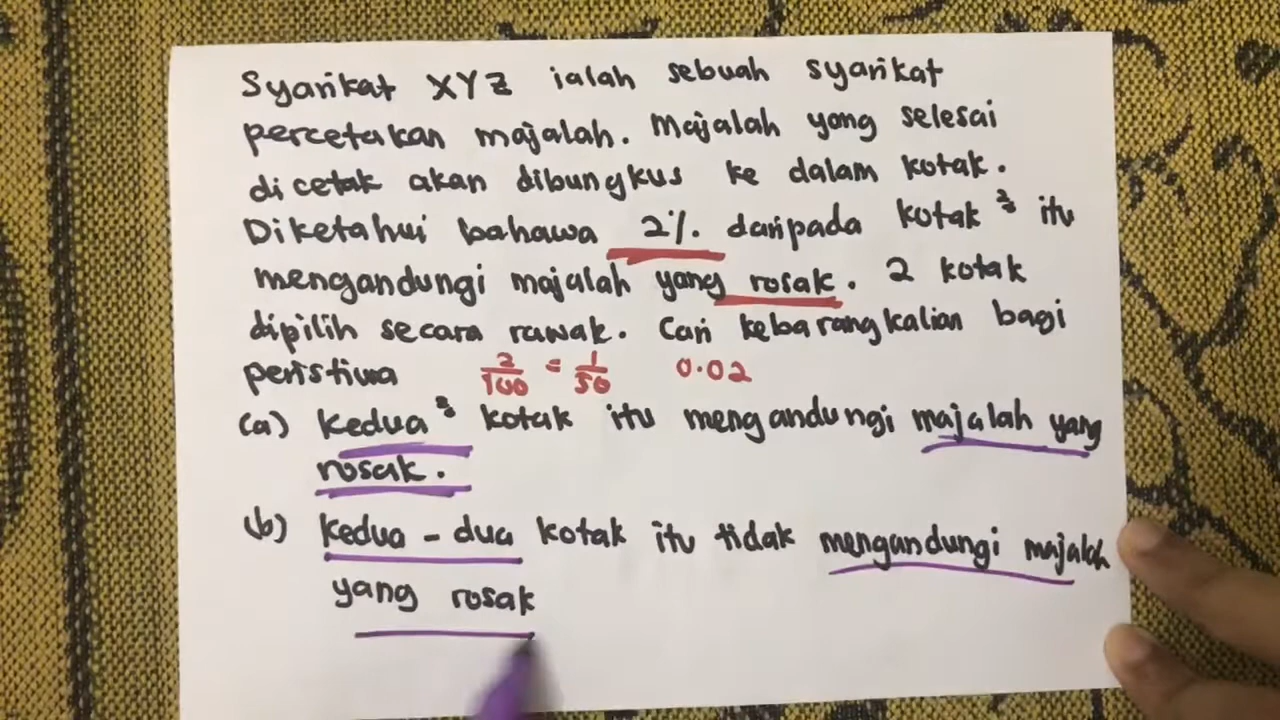 Syarikat XYZ ialah sebuah syarikat
percetakan majalah. Majalah yang selesai
dicetak akan dibungkus ke dalam kotak.
Diketahui bahawa 2% daripada kotak² itu
mengandungi majalah yang rosak. 2 kotak
dipilih secara rawak. Cari kebarangkalian bagi
peristiwa 2/100 = 1/50 0.02
(a) kedua² kotak itu mengandungi majalah yang
rosak.
(b) kedua-dua kotak itu tidak mengandungi majalah
yang rosak